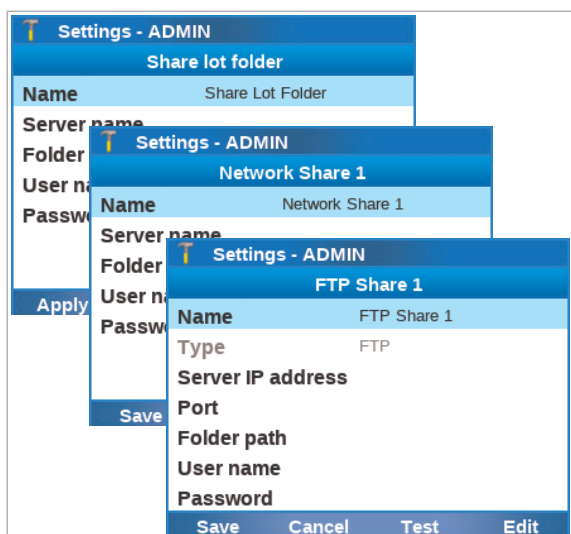 Settings - ADMIN
Share lot folder
Name Share Lot Folder
Server name
Folder
User na
Passwo
Apply
Settings - ADMIN
Network Share 1
Name Network Share 1
Server name
Folder
User na
Passwo
Save
Settings - ADMIN
FTP Share 1
Name FTP Share 1
Type FTP
Server IP address
Port
Folder path
User name
Password
Save Cancel Test Edit